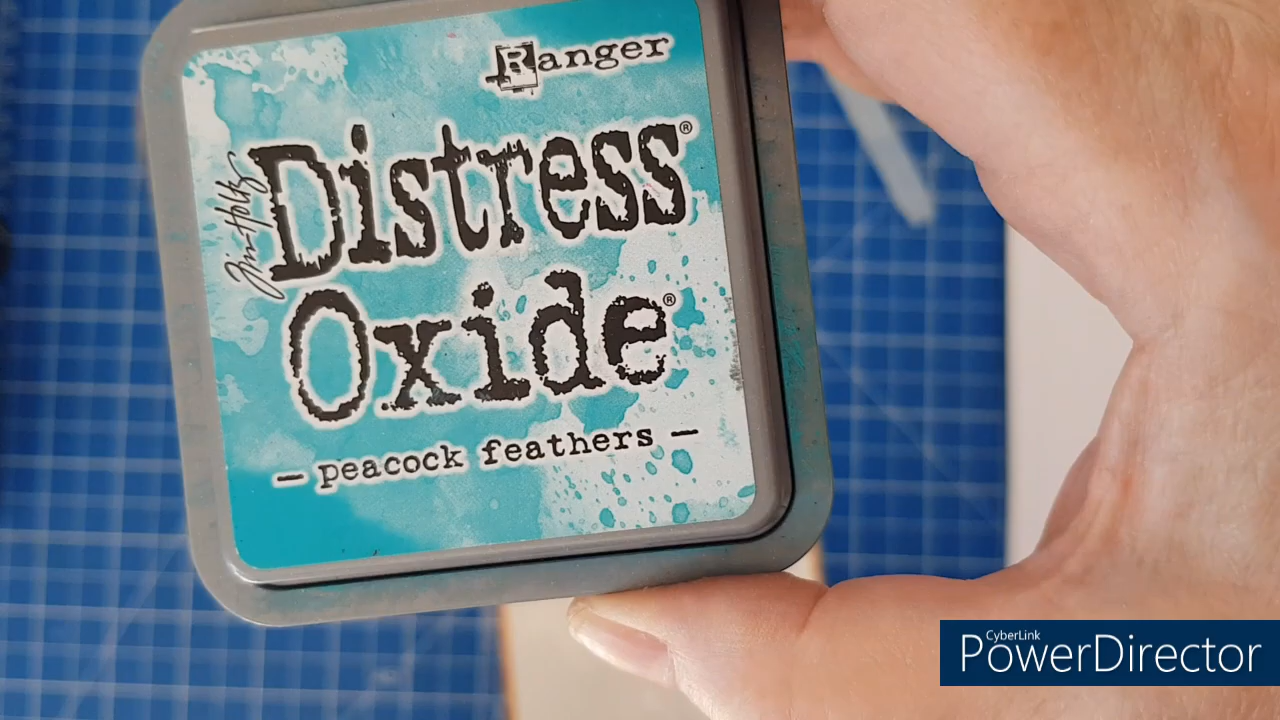 Ranger
Tim Holtz
Distress®
Oxide®
— peacock feathers —
CyberLink
PowerDirector